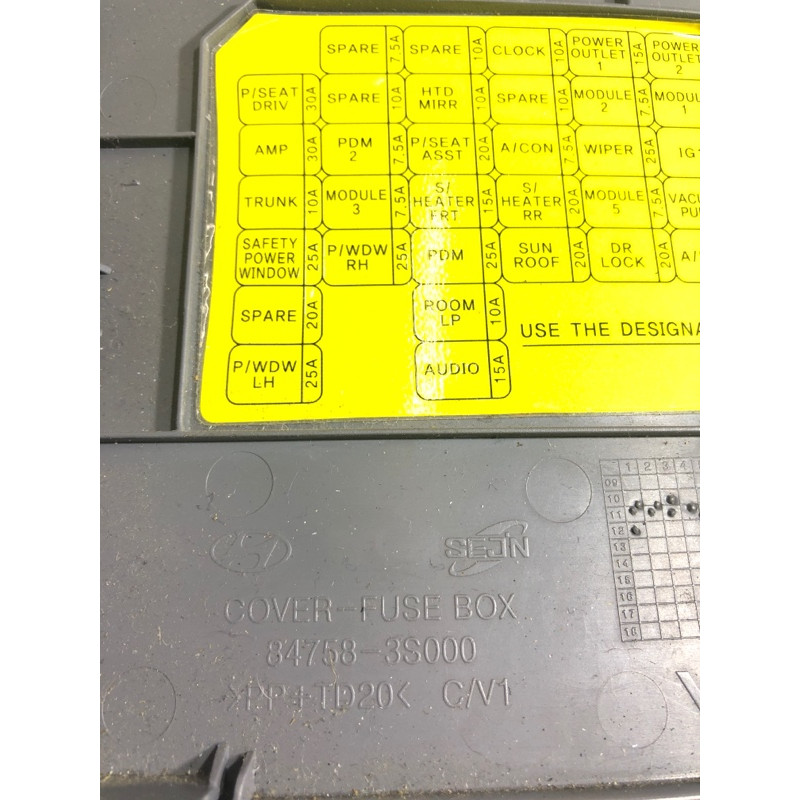 SPARE 7.5A SPARE 10A CLOCK 10A POWER OUTLET 1 15A POWER OUTLET 2
P/SEAT DRIV 30A SPARE 10A HTD MIRR 10A SPARE 10A MODULE 2 7.5A MODULE 1
AMP 30A PDM 2 7.5A P/SEAT ASST 20A A/CON 7.5A WIPER 25A IG1
TRUNK 10A MODULE 3 7.5A S/ HEATER FRT 15A S/ HEATER RR 20A MODULE 5 7.5A
SAFETY POWER WINDOW 25A P/WDW RH 25A PDM 25A SUN ROOF 20A DR LOCK 20A A/
SPARE 20A ROOM LP 10A
USE THE DESIGNA
P/WDW LH 25A AUDIO 15A
1 2 3 4
09
10
11
12
13
14
15
16
17
18
SEJIN
COVER-FUSE BOX
84758-3S000
>PP+TD20< C/V1